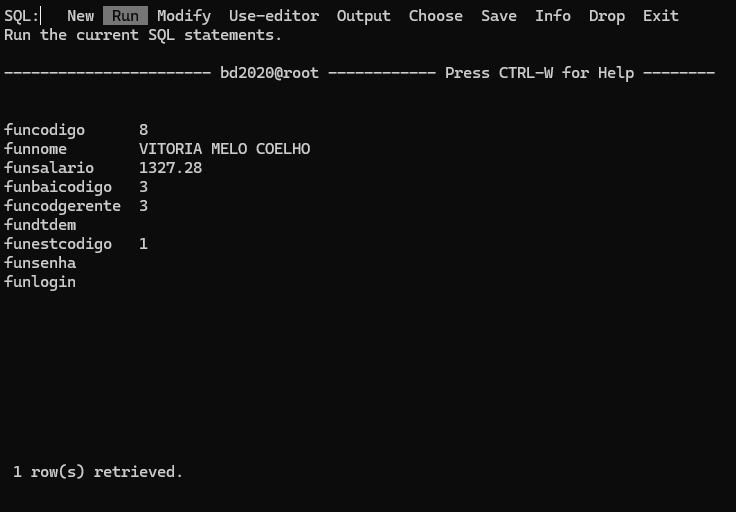 SQL:   New  Run  Modify  Use-editor  Output  Choose  Save  Info  Drop  Exit
Run the current SQL statements.
----------------------- bd2020@root ------------ Press CTRL-W for Help --------
funcodigo      8
funnome        VITORIA MELO COELHO
funsalario     1327.28
funbaicodigo   3
funcodgerente  3
fundtdem
funestcodigo   1
funsenha
funlogin
1 row(s) retrieved.